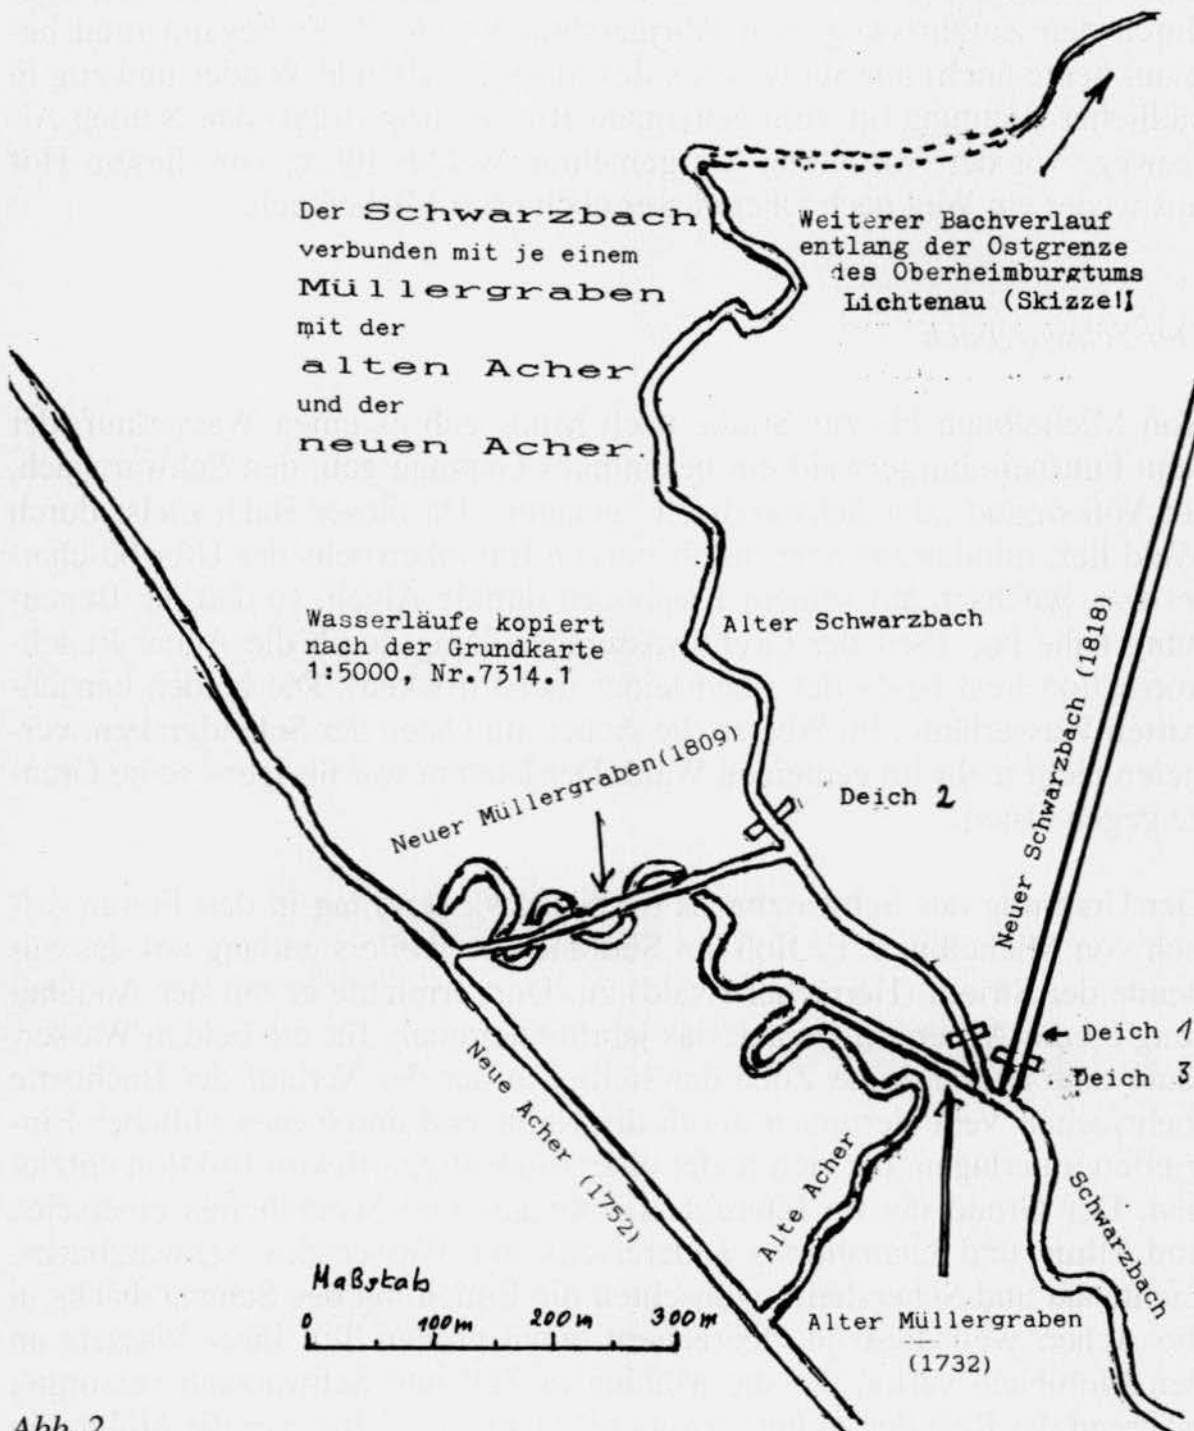 Der Schwarzbach
verbunden mit je einem
Müllergraben
mit der
alten Acher
und der
neuen Acher.
Weiterer Bachverlauf
entlang der Ostgrenze
des Oberheimburgtums
Lichtenau (Skizze!)
Wasserläufe kopiert
nach der Grundkarte
1:5000, Nr.7314.1
Alter Schwarzbach
Neuer Schwarzbach (1818)
Neuer Müllergraben (1809)
Deich 2
Deich 1
Deich 3
Neue Acher (1752)
Alte Acher
Schwarzbach
Alter Müllergraben
(1732)
Maßstab
0 100m 200m 300m
Abb. 2